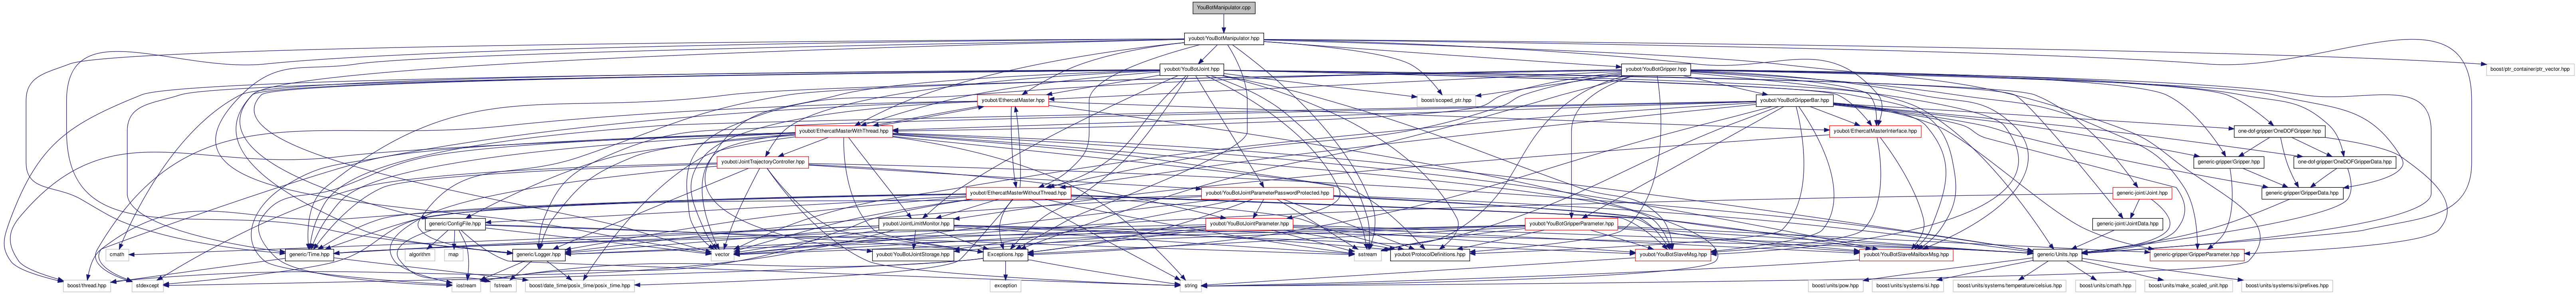 YouBotManipulator.cpp
youbot/YouBotManipulator.hpp
youbot/YouBotJoint.hpp
youbot/YouBotGripper.hpp
boost/ptr_container/ptr_vector.hpp
youbot/EthercatMaster.hpp
boost/scoped_ptr.hpp
youbot/YouBotGripperBar.hpp
youbot/EthercatMasterWithThread.hpp
youbot/EthercatMasterInterface.hpp
one-dof-gripper/OneDOFGripper.hpp
youbot/JointTrajectoryController.hpp
generic-gripper/Gripper.hpp
one-dof-gripper/OneDOFGripperData.hpp
youbot/EthercatMasterWithoutThread.hpp
youbot/YouBotJointParameterPasswordProtected.hpp
generic-joint/Joint.hpp
generic-gripper/GripperData.hpp
generic/ConfigFile.hpp
youbot/JointLimitMonitor.hpp
youbot/YouBotJointParameter.hpp
youbot/YouBotGripperParameter.hpp
generic-joint/JointData.hpp
cmath
generic/Time.hpp
algorithm
map
generic/Logger.hpp
vector
youbot/YouBotJointStorage.hpp
Exceptions.hpp
sstream
youbot/ProtocolDefinitions.hpp
youbot/YouBotSlaveMsg.hpp
youbot/YouBotSlaveMailboxMsg.hpp
generic/Units.hpp
generic-gripper/GripperParameter.hpp
boost/thread.hpp
stdexcept
iostream
fstream
boost/date_time/posix_time/posix_time.hpp
exception
string
boost/units/pow.hpp
boost/units/systems/si.hpp
boost/units/systems/temperature/celsius.hpp
boost/units/cmath.hpp
boost/units/make_scaled_unit.hpp
boost/units/systems/si/prefixes.hpp